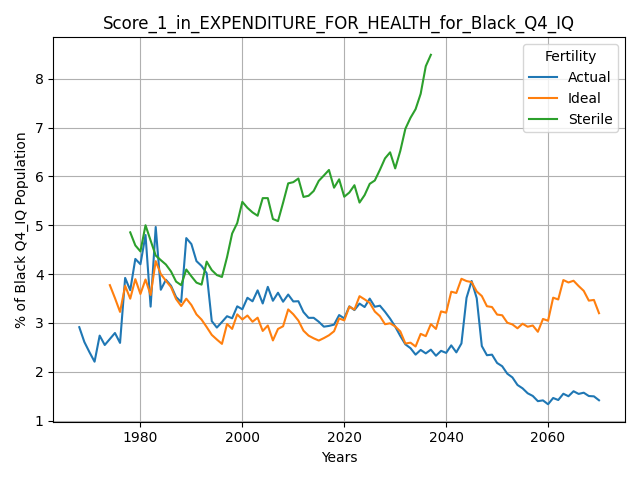 Score_1_in_EXPENDITURE_FOR_HEALTH_for_Black_Q4_IQ
% of Black Q4_IQ Population
8
7
6
5
4
3
2
1
1980
2000
2020
2040
2060
Years
Fertility
Actual
Ideal
Sterile